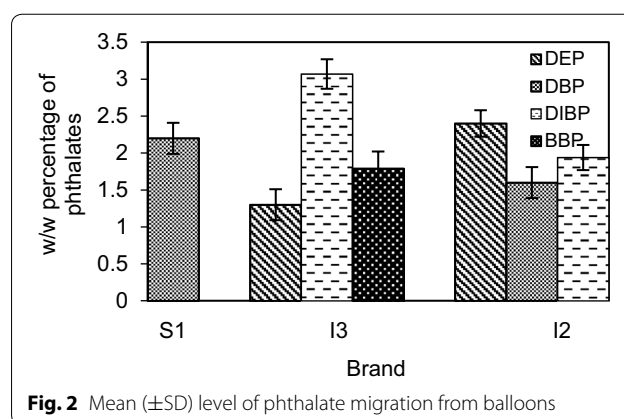 w/w percentage of
phthalates
3.5
3
2.5
2
1.5
1
0.5
0
DEP
DBP
DIBP
BBP
S1 I3 I2
Brand
Fig. 2 Mean (±SD) level of phthalate migration from balloons